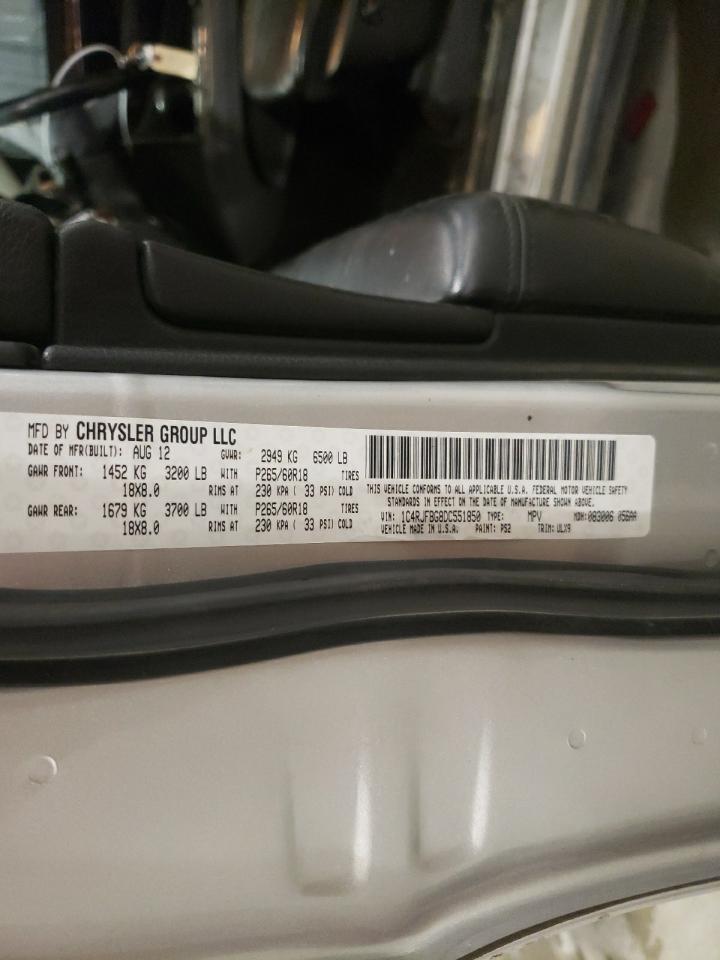 MFD BY CHRYSLER GROUP LLC
DATE OF MFR(BUILT): AUG 12 GVWR: 2949 KG 6500 LB
GAWR FRONT: 1452 KG 3200 LB WITH P265/60R18 TIRES
18X8.0 RIMS AT 230 KPA ( 33 PSI) COLD
GAWR REAR: 1679 KG 3700 LB WITH P265/60R18 TIRES
18X8.0 RIMS AT 230 KPA ( 33 PSI) COLD
THIS VEHICLE CONFORMS TO ALL APPLICABLE U.S.A. FEDERAL MOTOR VEHICLE SAFETY
STANDARDS IN EFFECT ON THE DATE OF MANUFACTURE SHOWN ABOVE.
VIN: 1C4RJFBG8DC551850 TYPE: MPV MDH: 083006 056AA
VEHICLE MADE IN U.S.A. PAINT: PS2 TRIM: ULX9